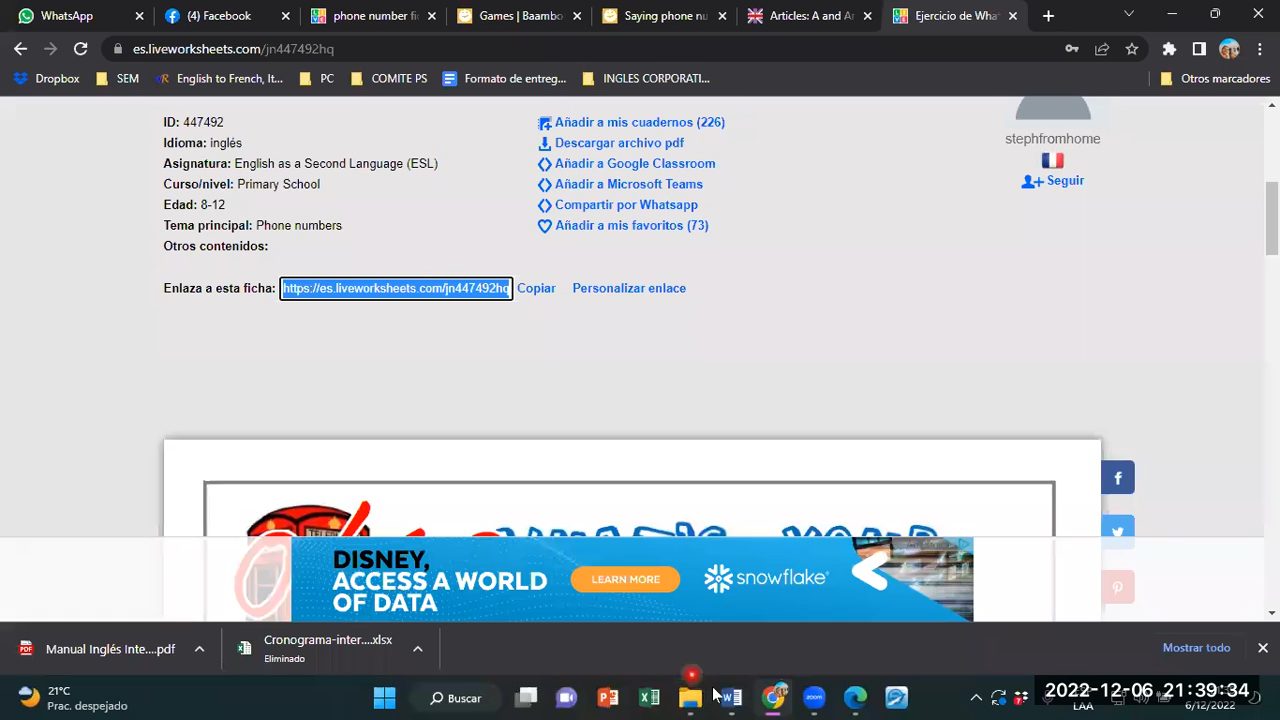 WhatsApp
(4) Facebook
phone number fi
Games | Baamb
Saying phone nu
Articles: A and Ar
Ejercicio de Wha
es.liveworksheets.com/jn447492hq
Dropbox
SEM
English to French, It...
PC
COMITE PS
Formato de entreg...
INGLES CORPORATI...
Otros marcadores
ID: 447492
Idioma: inglés
Asignatura: English as a Second Language (ESL)
Curso/nivel: Primary School
Edad: 8-12
Tema principal: Phone numbers
Otros contenidos:
Añadir a mis cuadernos (226)
Descargar archivo pdf
Añadir a Google Classroom
Añadir a Microsoft Teams
Compartir por Whatsapp
Añadir a mis favoritos (73)
stephfromhome
Seguir
Enlaza a esta ficha: https://es.liveworksheets.com/jn447492hq Copiar Personalizar enlace
DISNEY,
ACCESS A WORLD
OF DATA
LEARN MORE
snowflake
Manual Inglés Inte....pdf
Cronograma-inter....xlsx
Eliminado
Mostrar todo
21°C
Prac. despejado
Buscar
zoom
LAA
2022-12-06 21:39:34
6/12/2022